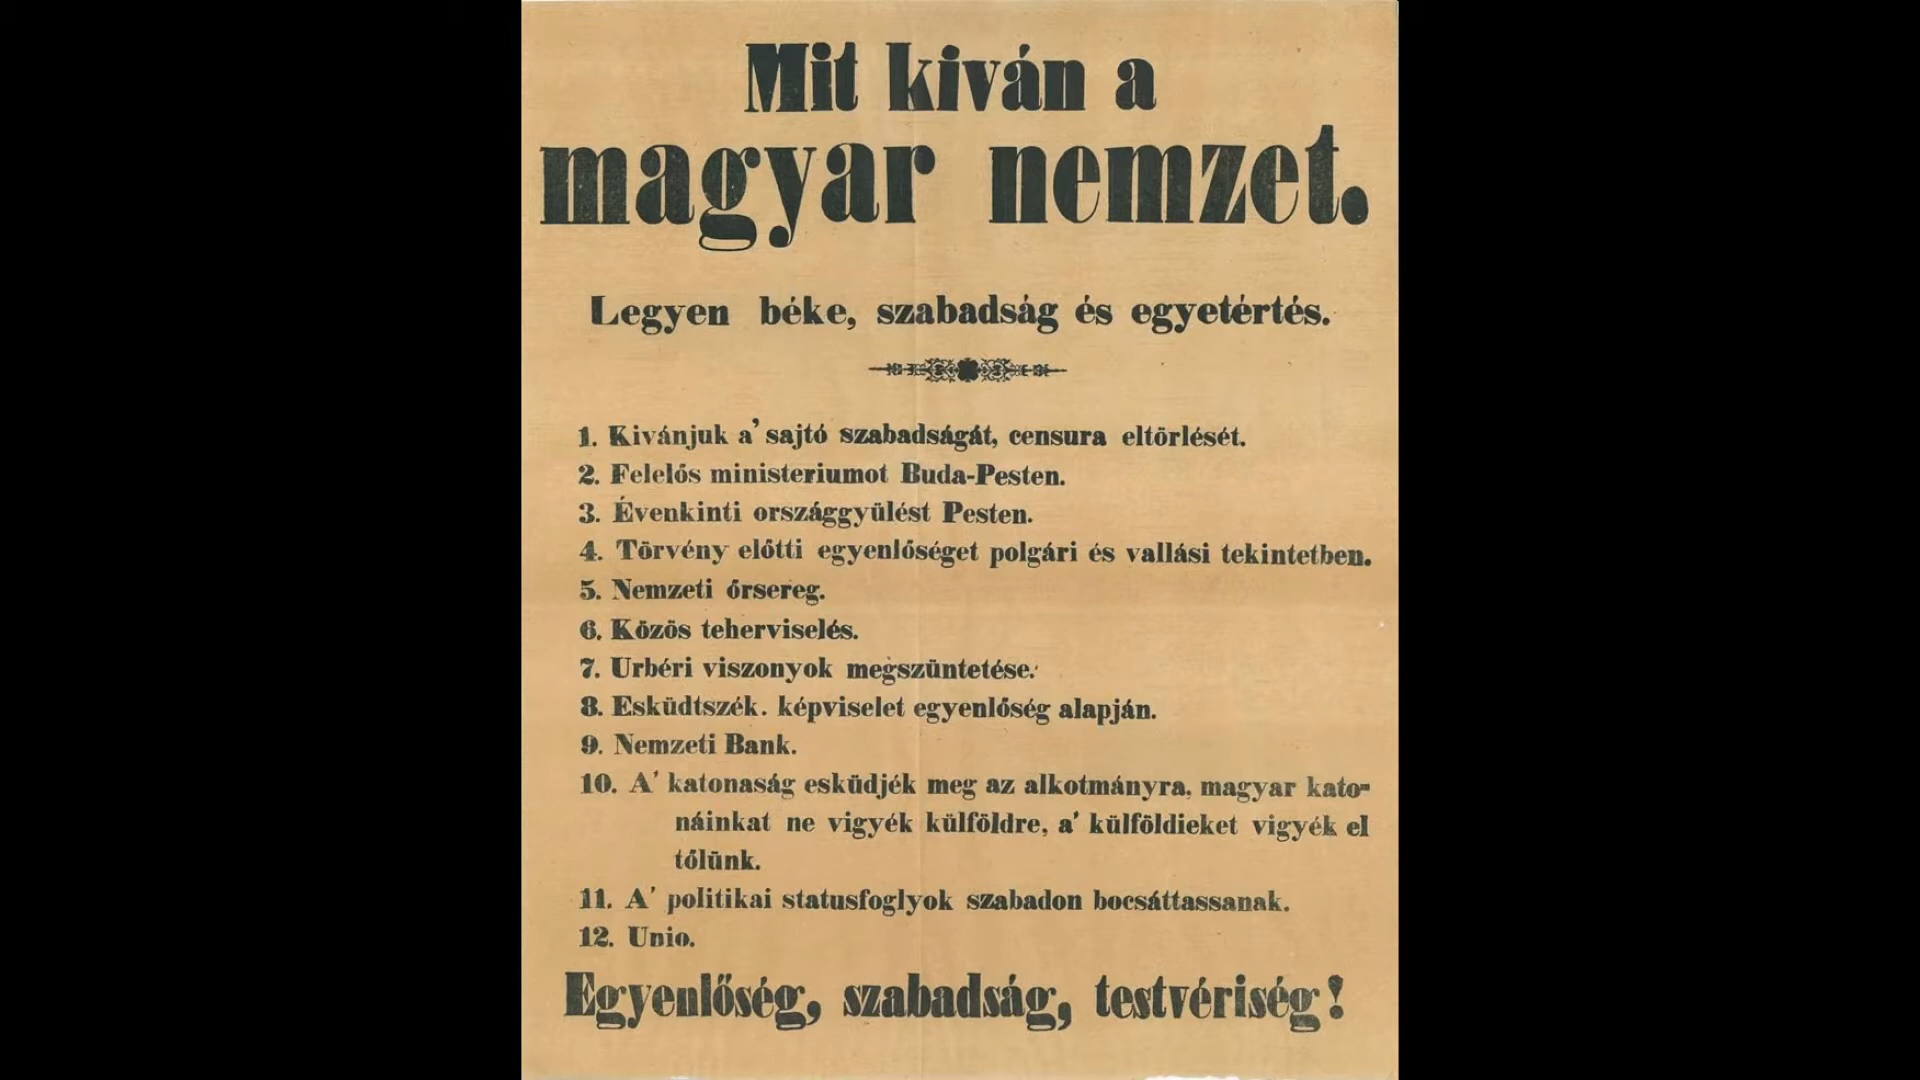 Mit kiván a
magyar nemzet.
Legyen béke, szabadság és egyetértés.
1. Kivánjuk a' sajtó szabadságát, censura eltörlését.
2. Felelős ministeriumot Buda-Pesten.
3. Évenkinti országgyülést Pesten.
4. Törvény előtti egyenlőséget polgári és vallási tekintetben.
5. Nemzeti őrsereg.
6. Közös teherviselés.
7. Urbéri viszonyok megszüntetése.
8. Esküdtszék. képviselet egyenlőség alapján.
9. Nemzeti Bank.
10. A' katonaság esküdjék meg az alkotmányra, magyar kato-
náinkat ne vigyék külföldre, a' külföldieket vigyék el
tőlünk.
11. A' politikai statusfoglyok szabadon bocsáttassanak.
12. Unio.
Egyenlőség, szabadság, testvériség!